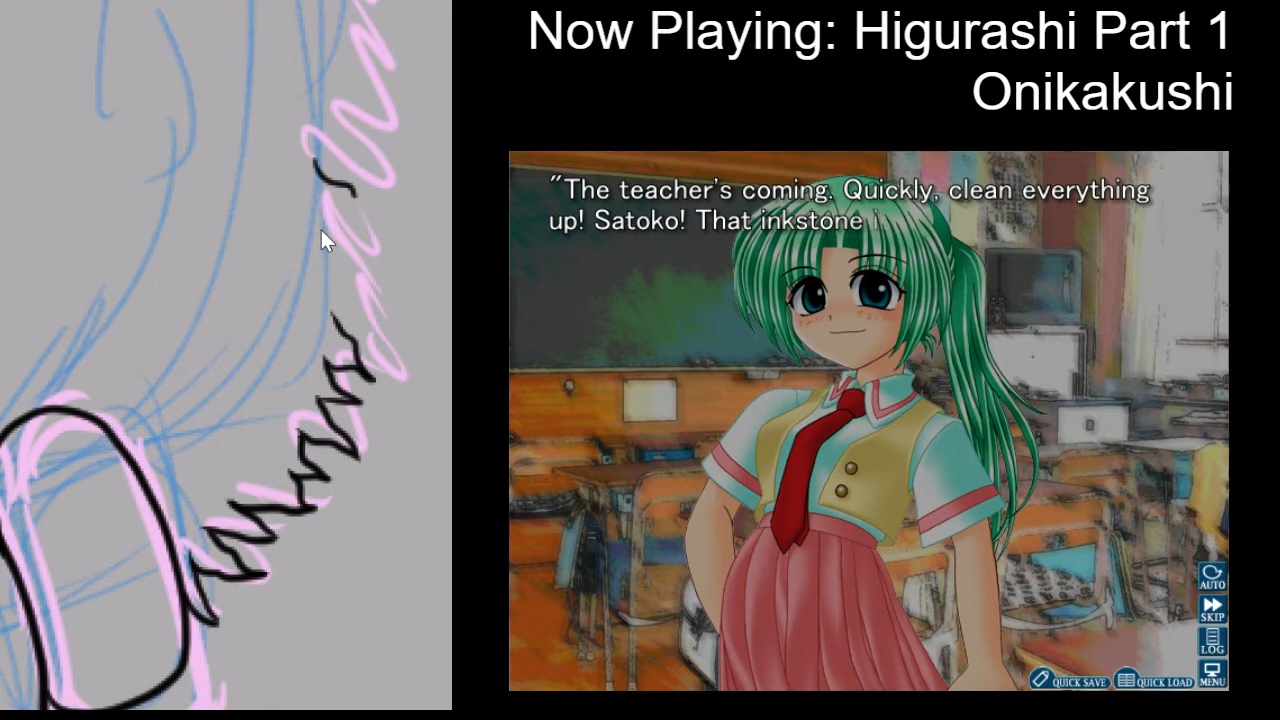 Now Playing: Higurashi Part 1
Onikakushi
"The teacher's coming. Quickly, clean everything
up! Satoko! That inkstone
AUTO
SKIP
LOG
MENU
QUICK SAVE
QUICK LOAD